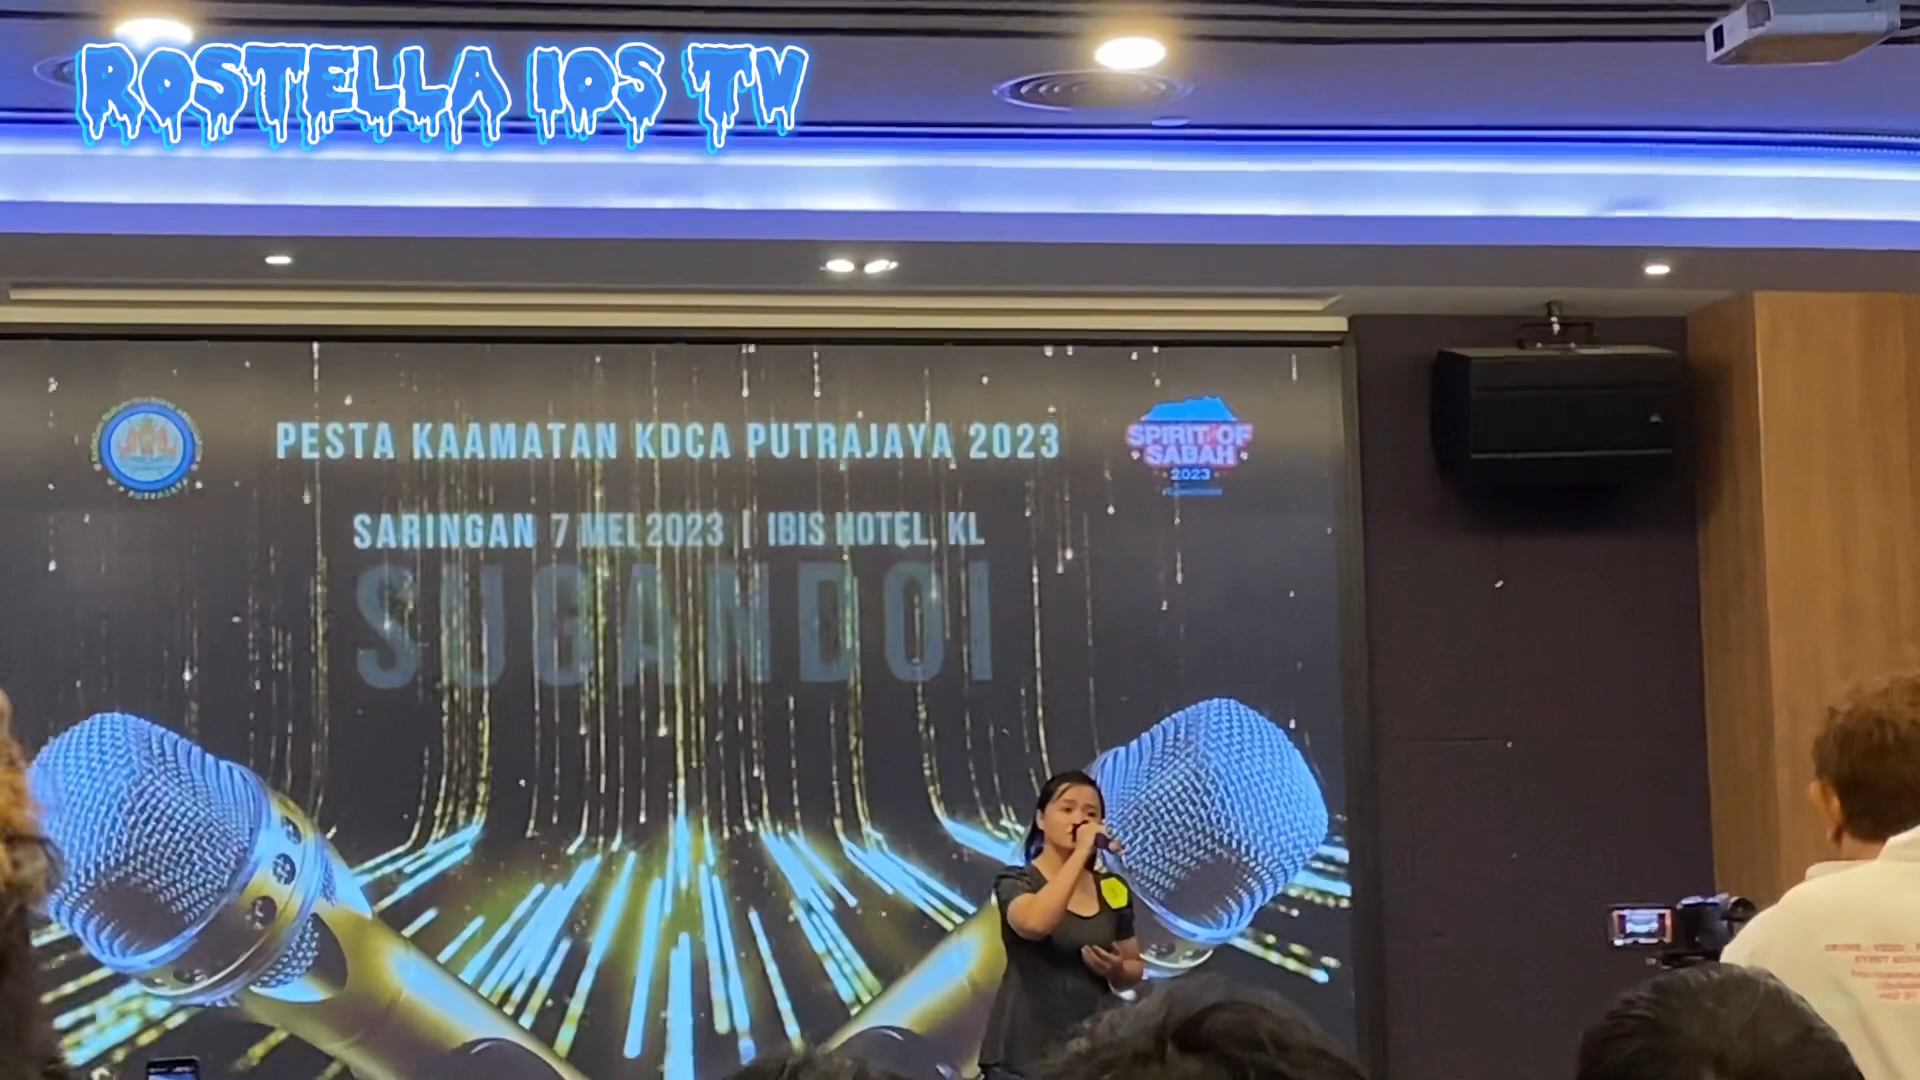 ROSTELLA IOS TV
PESTA KAAMATAN KDCA PUTRAJAYA 2023
SPIRIT OF
SABAH
2023
SARINGAN 7 MEI 2023 | IBIS HOTEL, KL
SUGANDOI